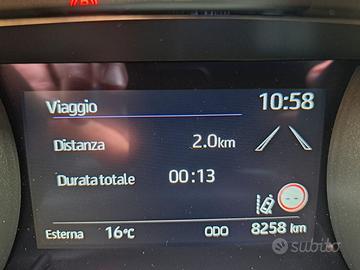 Viaggio 10:58
Distanza 2.0km
Durata totale 00:13
Esterna 16°C ODO 8258 km
subito